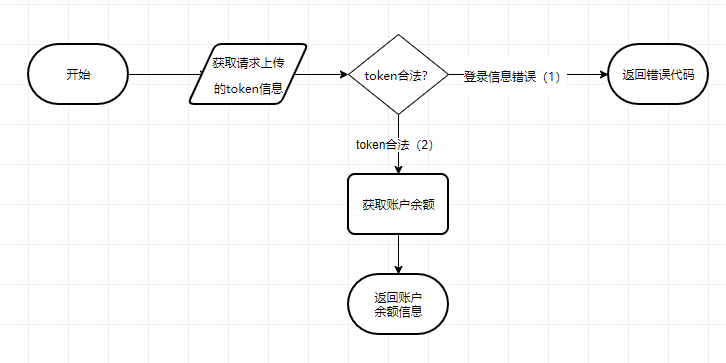 开始
获取请求上传
的token信息
token合法?
登录信息错误（1）
返回错误代码
token合法（2）
获取账户余额
返回账户
余额信息